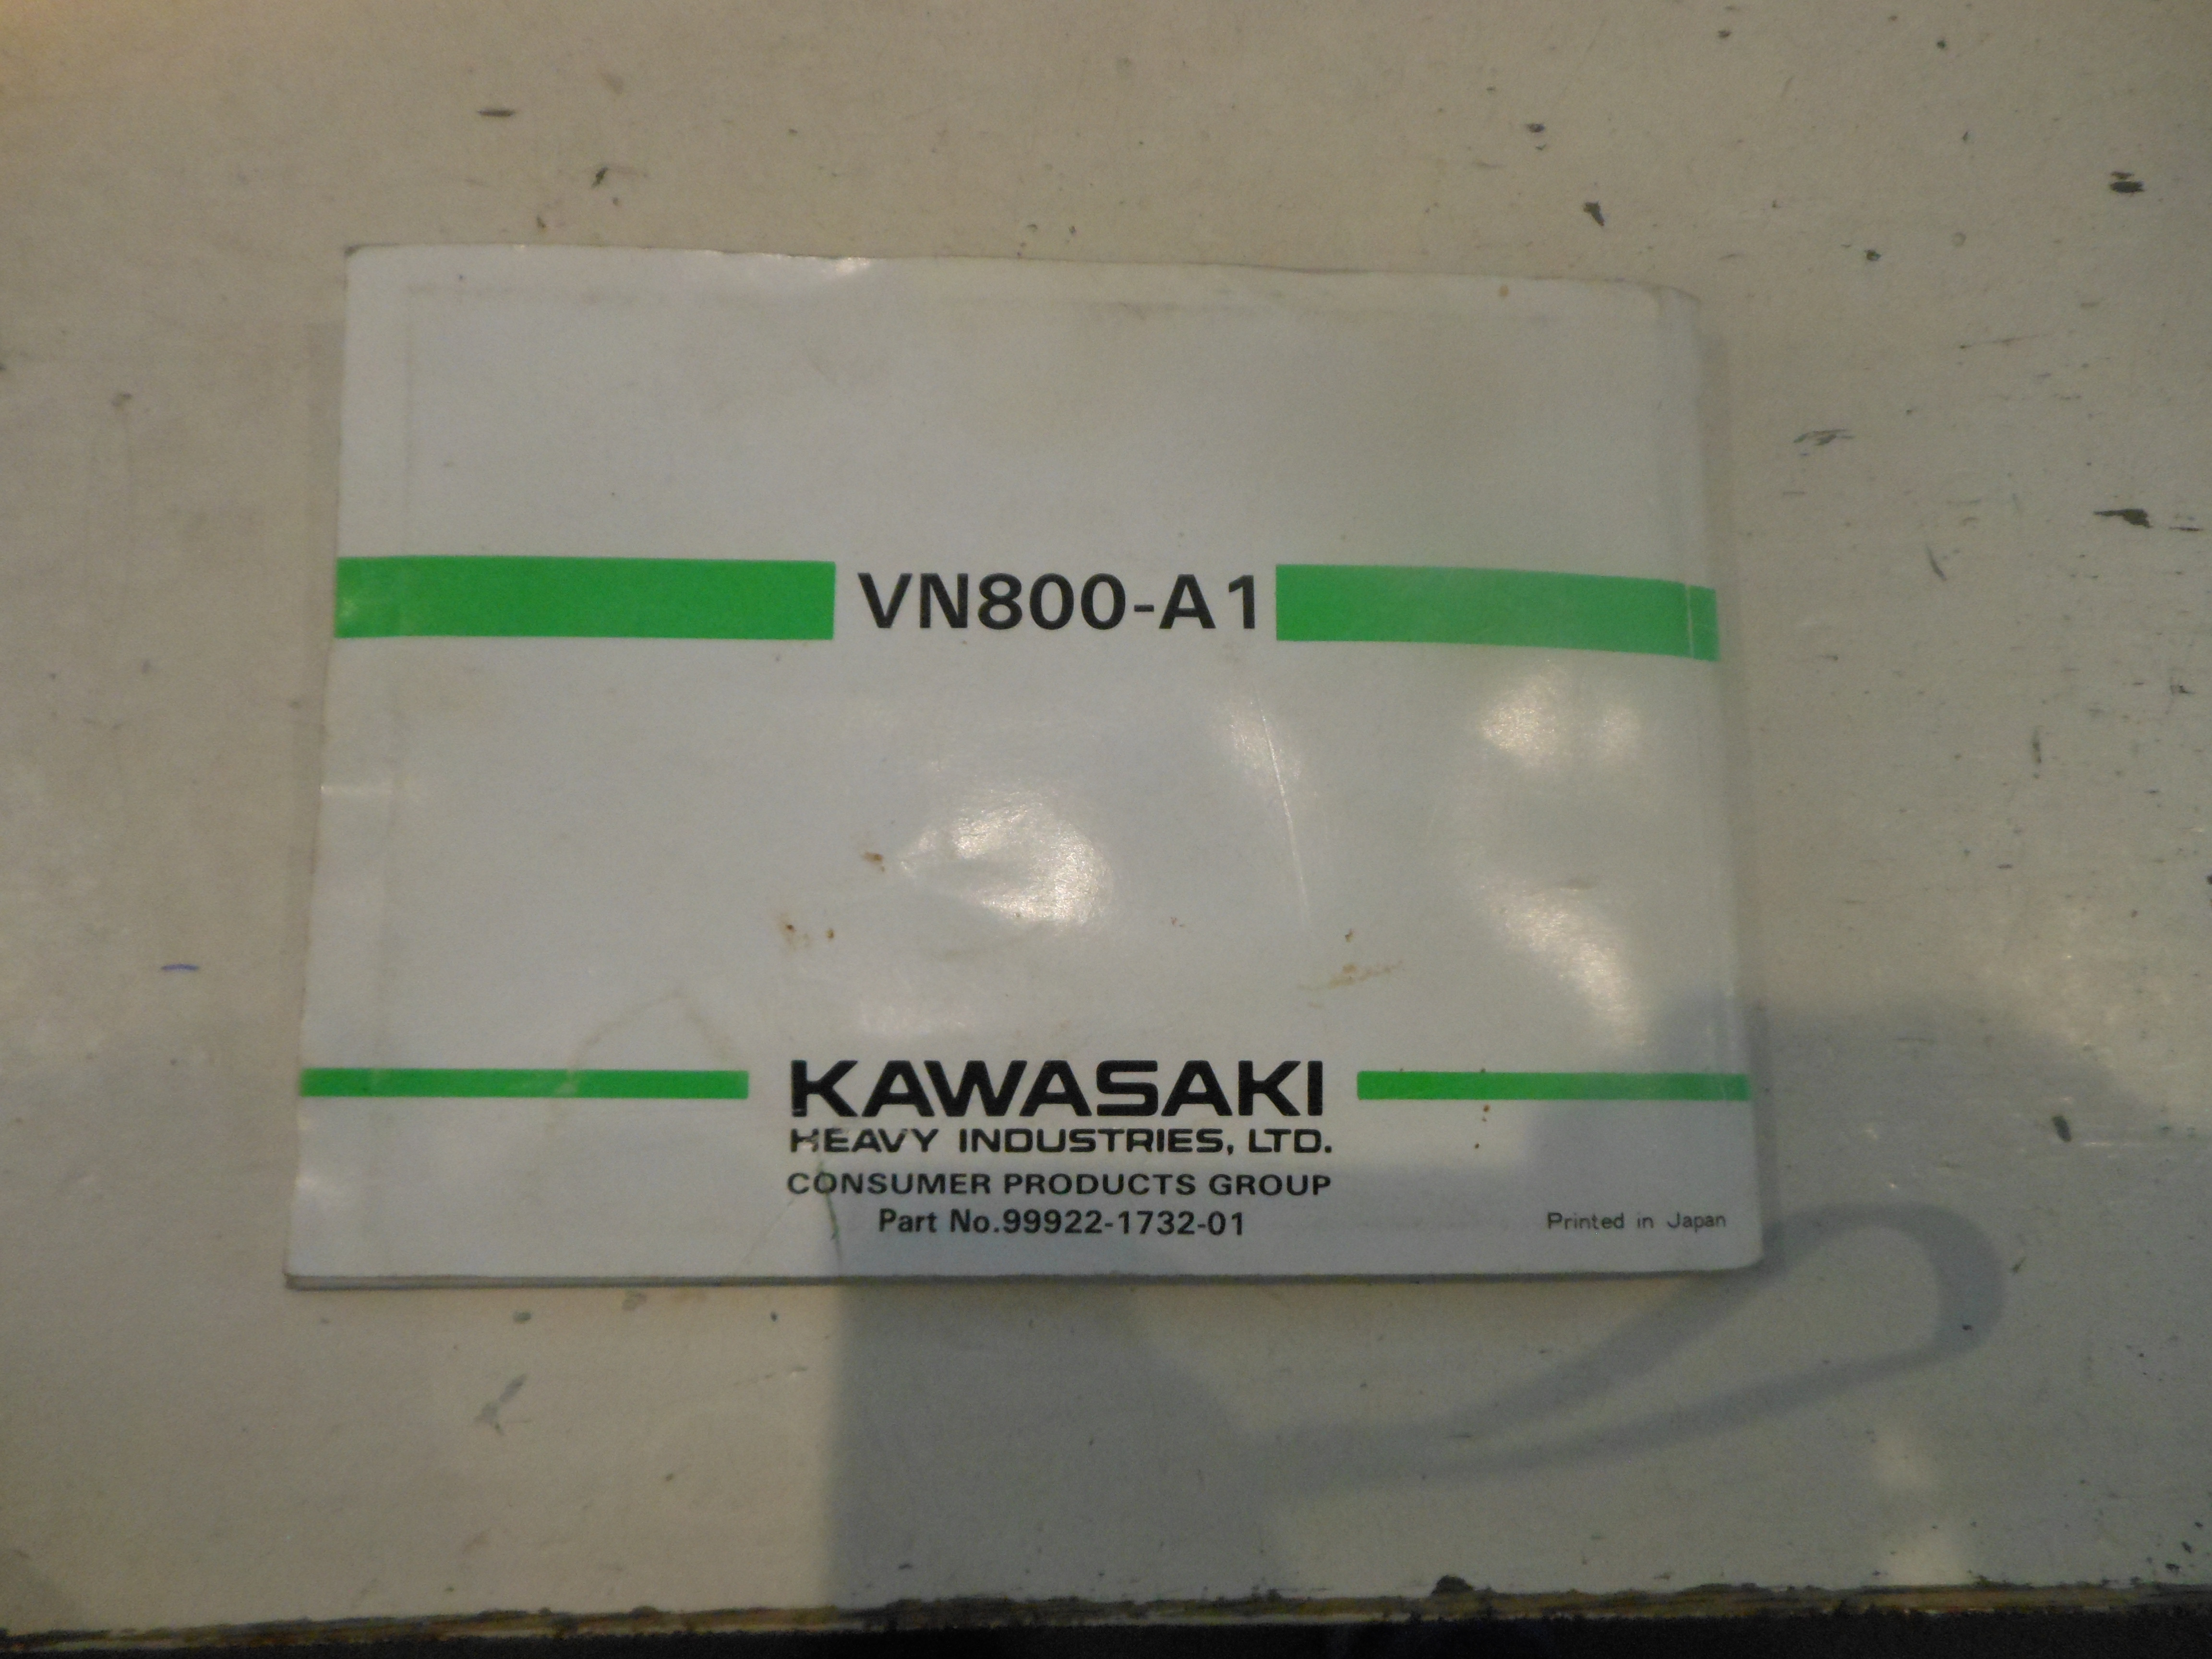 VN800-A1
KAWASAKI
HEAVY INDUSTRIES, LTD.
CONSUMER PRODUCTS GROUP
Part No.99922-1732-01
Printed in Japan